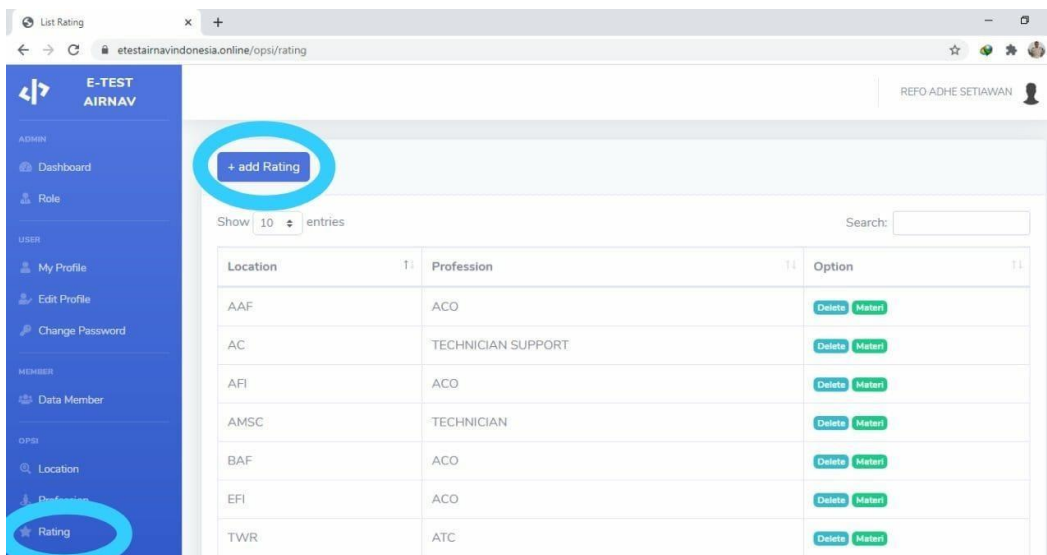 List Rating
etestairnavindonesia.online/opsi/rating
E-TEST
AIRNAV
REFO ADHE SETIAWAN
ADMIN
Dashboard
Role
USER
My Profile
Edit Profile
Change Password
MEMBER
Data Member
OPSI
Location
Profession
Rating
+ add Rating
Show 10 entries
Search:
Location Profession Option
AAF ACO Delete Materi
AC TECHNICIAN SUPPORT Delete Materi
AFI ACO Delete Materi
AMSC TECHNICIAN Delete Materi
BAF ACO Delete Materi
EFI ACO Delete Materi
TWR ATC Delete Materi